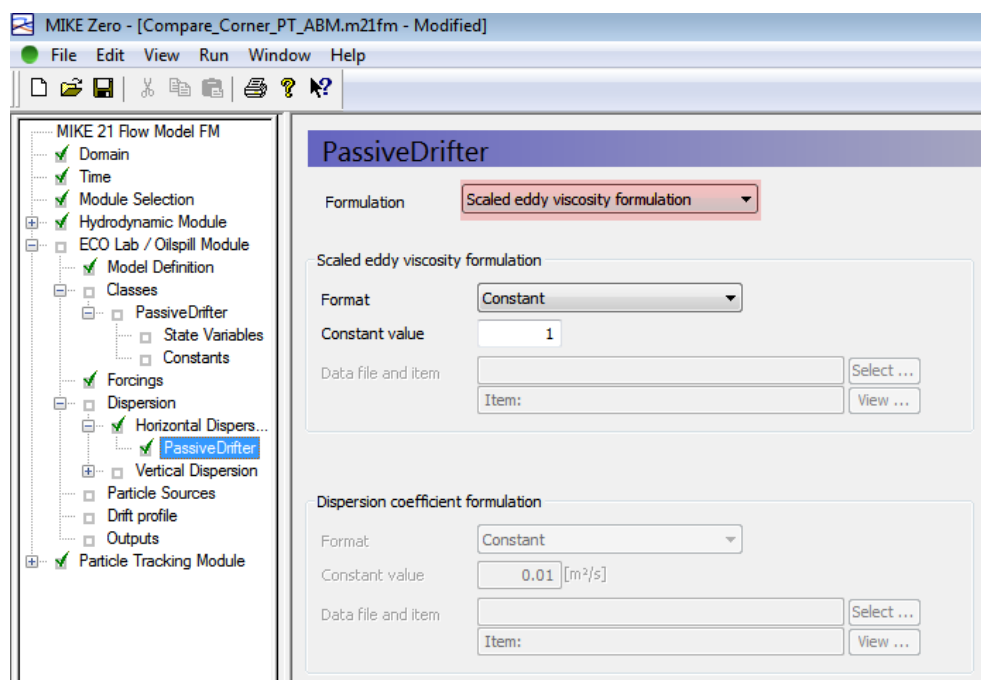 MIKE Zero - [Compare_Corner_PT_ABM.m21fm - Modified]
File Edit View Run Window Help
MIKE 21 Flow Model FM
Domain
Time
Module Selection
Hydrodynamic Module
ECO Lab / Oilspill Module
Model Definition
Classes
PassiveDrifter
State Variables
Constants
Forcings
Dispersion
Horizontal Dispers...
PassiveDrifter
Vertical Dispersion
Particle Sources
Drift profile
Outputs
Particle Tracking Module
PassiveDrifter
Formulation Scaled eddy viscosity formulation
Scaled eddy viscosity formulation
Format Constant
Constant value 1
Data file and item Select ...
Item: View ...
Dispersion coefficient formulation
Format Constant
Constant value 0.01 [m²/s]
Data file and item Select ...
Item: View ...